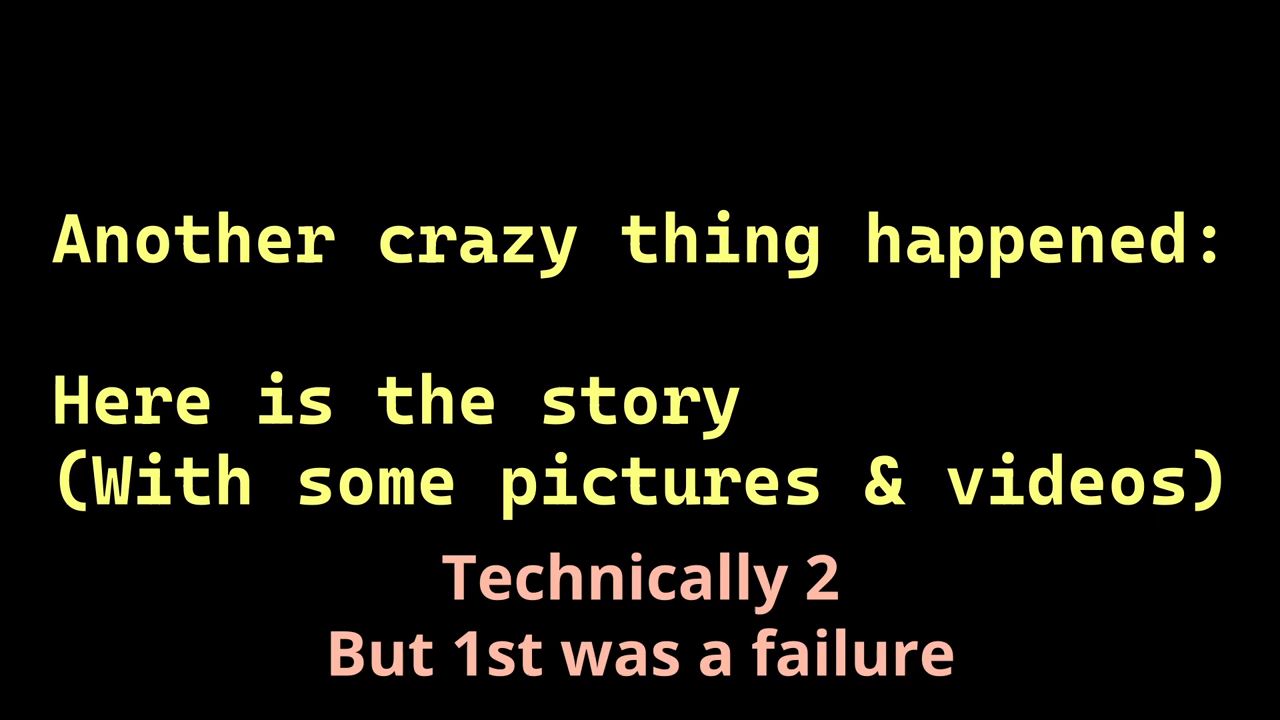 Another crazy thing happened:
Here is the story
(With some pictures & videos)
Technically 2
But 1st was a failure